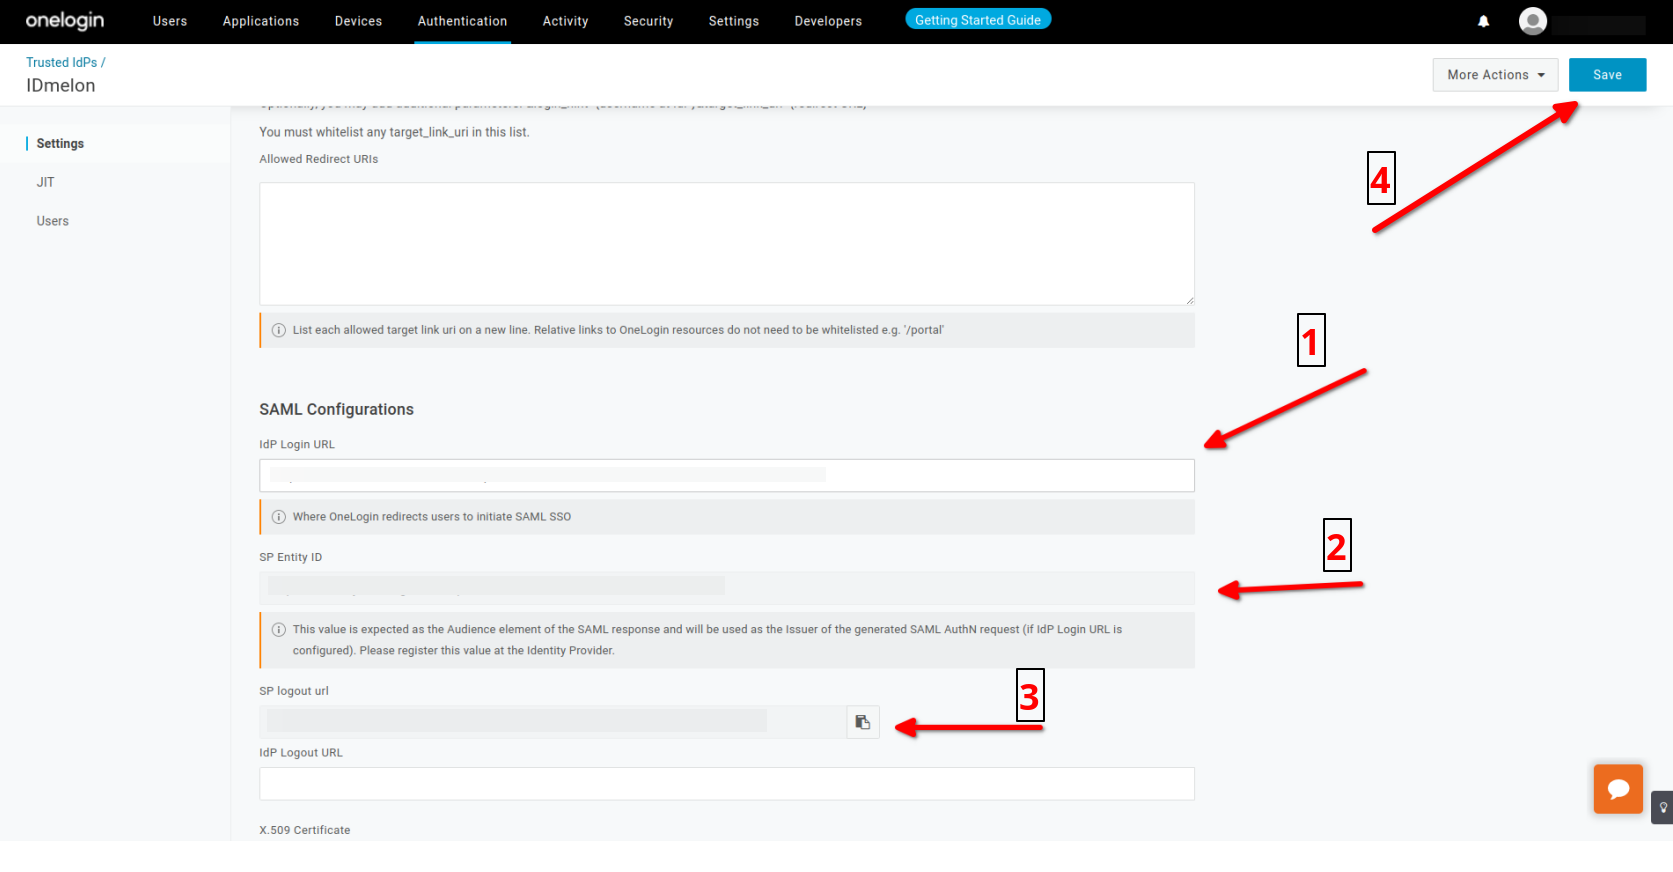 onelogin Users Applications Devices Authentication Activity Security Settings Developers Getting Started Guide
Trusted IdPs /
IDmelon
More Actions
Save
You must whitelist any target_link_uri in this list.
Settings
Allowed Redirect URIs
JIT
4
Users
List each allowed target link uri on a new line. Relative links to OneLogin resources do not need to be whitelisted e.g. '/portal'
1
SAML Configurations
IdP Login URL
Where OneLogin redirects users to initiate SAML SSO
2
SP Entity ID
This value is expected as the Audience element of the SAML response and will be used as the Issuer of the generated SAML AuthN request (if IdP Login URL is
configured). Please register this value at the Identity Provider.
SP logout url
3
IdP Logout URL
X.509 Certificate